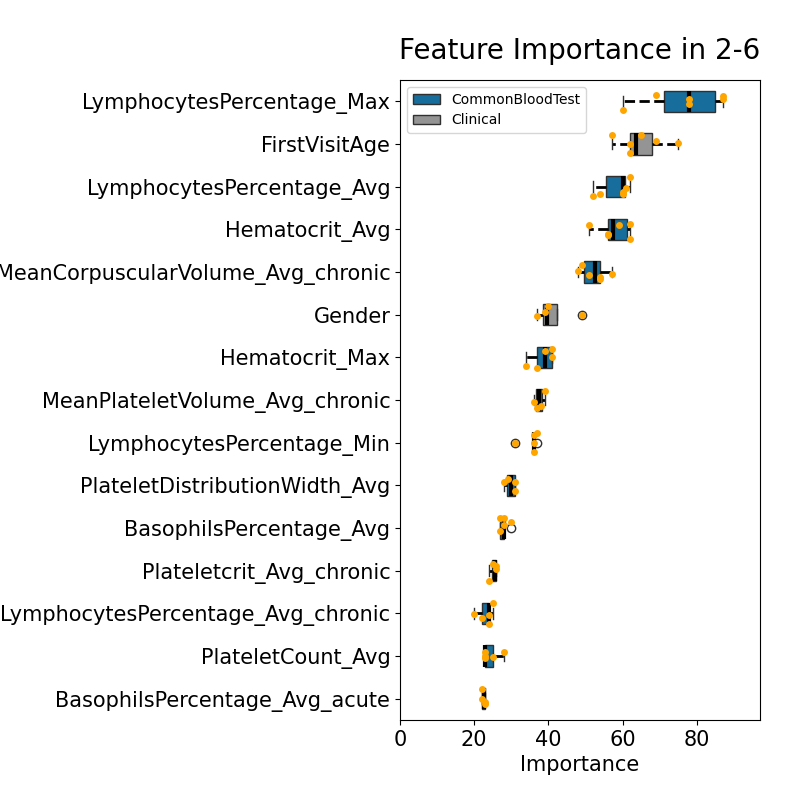 Feature Importance in 2-6
CommonBloodTest
Clinical
LymphocytesPercentage_Max
FirstVisitAge
LymphocytesPercentage_Avg
Hematocrit_Avg
MeanCorpuscularVolume_Avg_chronic
Gender
Hematocrit_Max
MeanPlateletVolume_Avg_chronic
LymphocytesPercentage_Min
PlateletDistributionWidth_Avg
BasophilsPercentage_Avg
Plateletcrit_Avg_chronic
LymphocytesPercentage_Avg_chronic
PlateletCount_Avg
BasophilsPercentage_Avg_acute
0 20 40 60 80
Importance